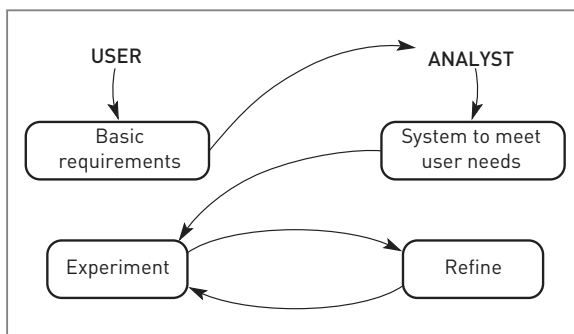 USER
ANALYST
Basic
requirements
System to meet
user needs
Experiment
Refine